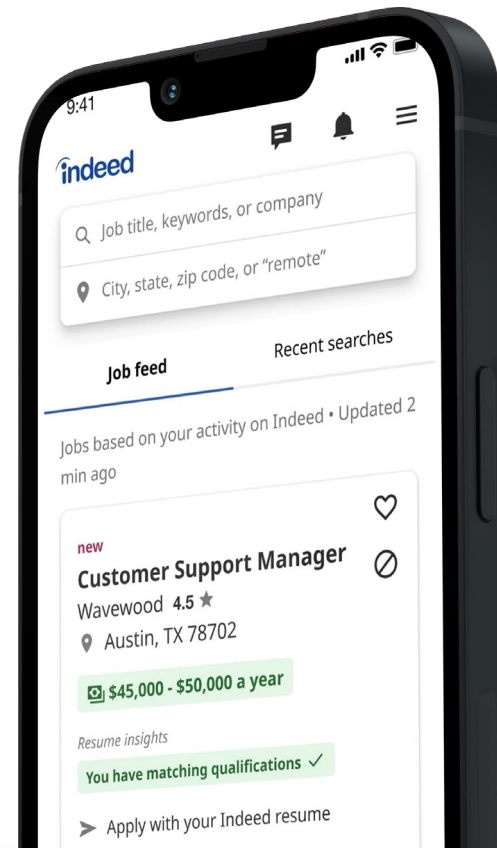 9:41
indeed
Job title, keywords, or company
City, state, zip code, or “remote”
Job feed
Recent searches
Jobs based on your activity on Indeed • Updated 2
min ago
new
Customer Support Manager
Wavewood 4.5 ★
Austin, TX 78702
$45,000 - $50,000 a year
Resume insights
You have matching qualifications ✓
Apply with your Indeed resume